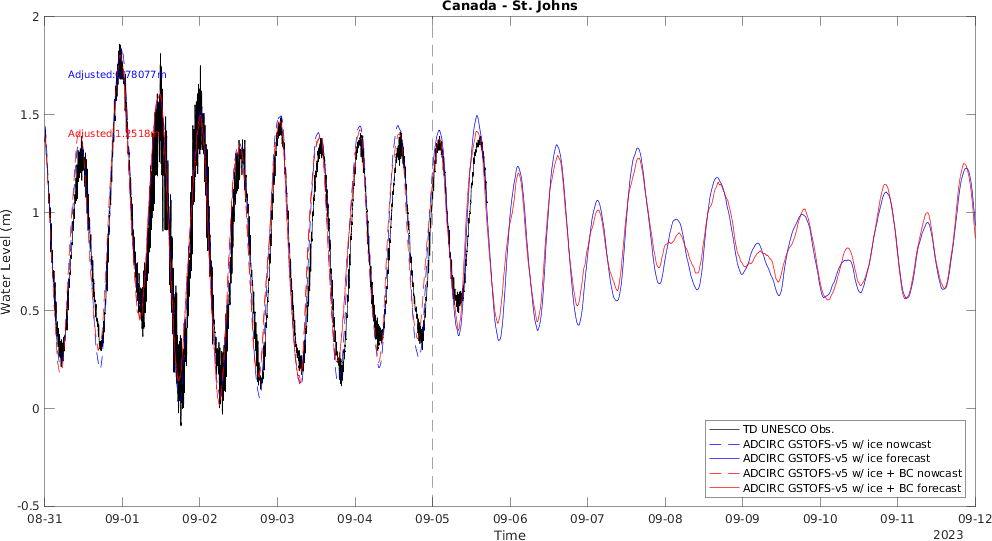 Canada - St. Johns
2
1.5
1
0.5
0
-0.5
Water Level (m)
Adjusted:
78077m
Adjusted:1.
518m
08-31 09-01 09-02 09-03 09-04 09-05 09-06 09-07 09-08 09-09 09-10 09-11 09-12
Time
2023
TD UNESCO Obs.
ADCIRC GSTOFS-v5 w/ ice nowcast
ADCIRC GSTOFS-v5 w/ ice forecast
ADCIRC GSTOFS-v5 w/ ice + BC nowcast
ADCIRC GSTOFS-v5 w/ ice + BC forecast